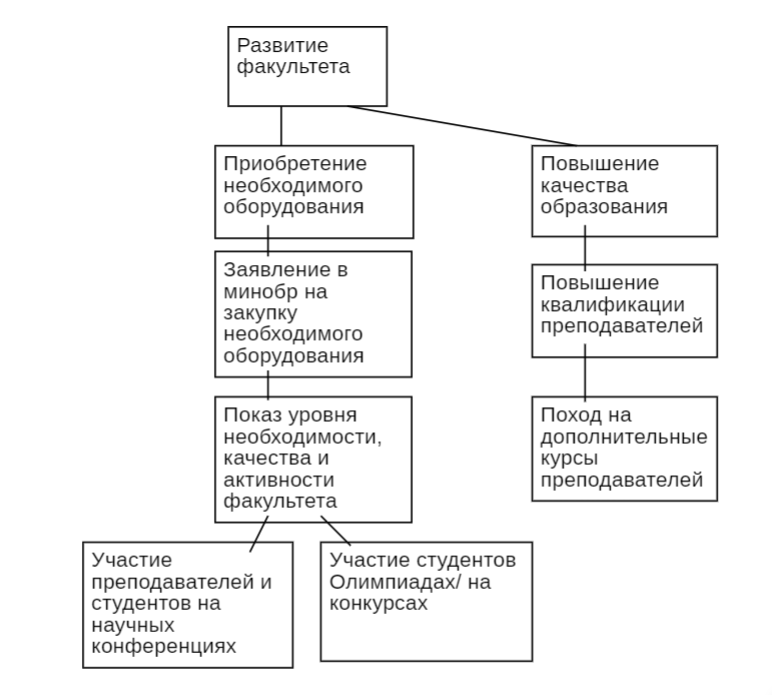 Развитие
факультета
Приобретение
необходимого
оборудования
Повышение
качества
образования
Заявление в
минобр на
закупку
необходимого
оборудования
Повышение
квалификации
преподавателей
Показ уровня
необходимости,
качества и
активности
факультета
Поход на
дополнительные
курсы
преподавателей
Участие
преподавателей и
студентов на
научных
конференциях
Участие студентов
Олимпиадах/ на
конкурсах